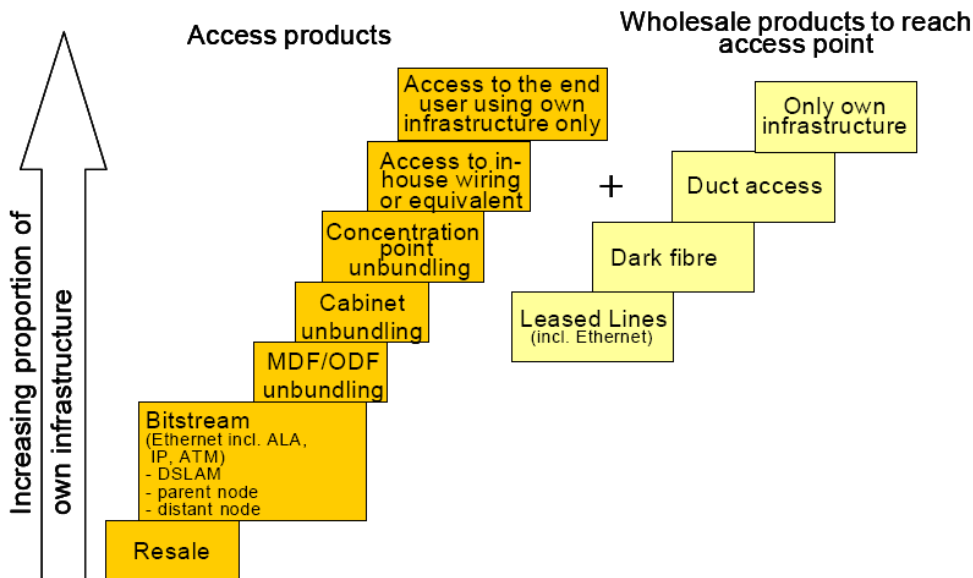 Access products
Wholesale products to reach
access point
Increasing proportion of
own infrastructure
Access to the end
user using own
infrastructure only
Access to in-
house wiring
or equivalent
Concentration
point
unbundling
Cabinet
unbundling
MDF/ODF
unbundling
Bitstream
(Ethernet incl. ALA,
IP, ATM)
- DSLAM
- parent node
- distant node
Resale
+
Only own
infrastructure
Duct access
Dark fibre
Leased Lines
(incl. Ethernet)